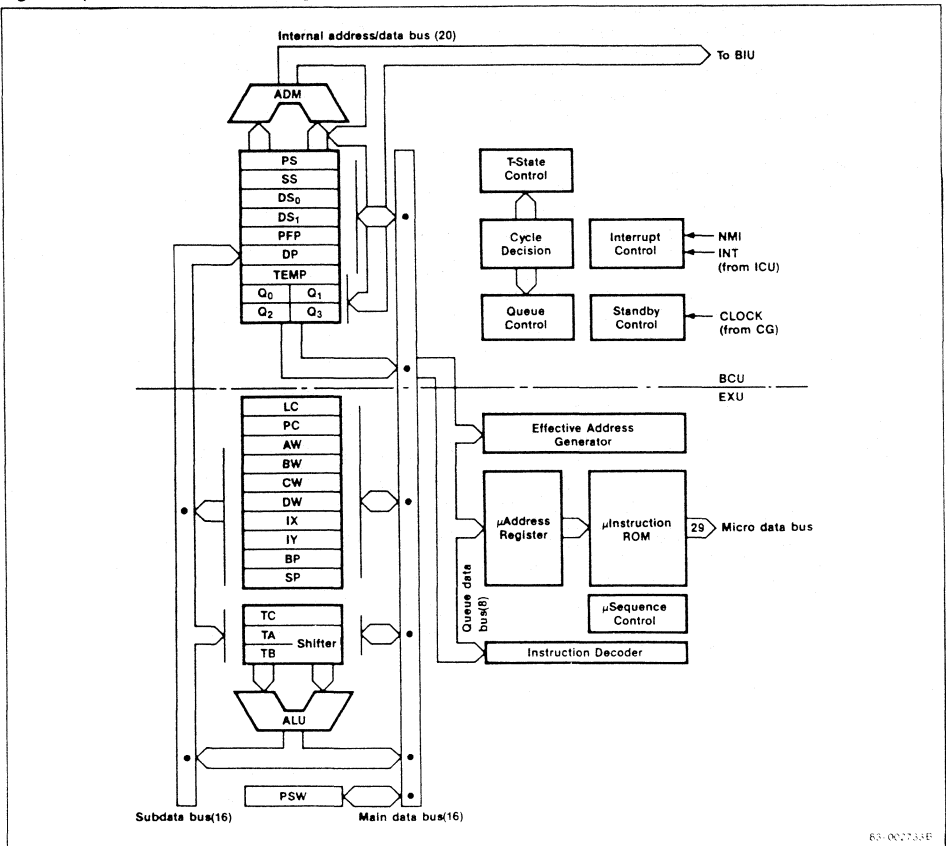 Internal address/data bus (20)
To BIU
ADM
PS
SS
DS0
DS1
PFP
DP
TEMP
Q0 Q1
Q2 Q3
T-State
Control
Cycle
Decision
Queue
Control
Interrupt
Control
NMI
INT
(from ICU)
Standby
Control
CLOCK
(from CG)
BCU
EXU
LC
PC
AW
BW
CW
DW
IX
IY
BP
SP
TC
TA
TB
Shifter
ALU
PSW
Subdata bus(16)
Main data bus(16)
Effective Address
Generator
μAddress
Register
μInstruction
ROM
29
Micro data bus
μSequence
Control
Queue data
bus(8)
Instruction Decoder
83-002733B